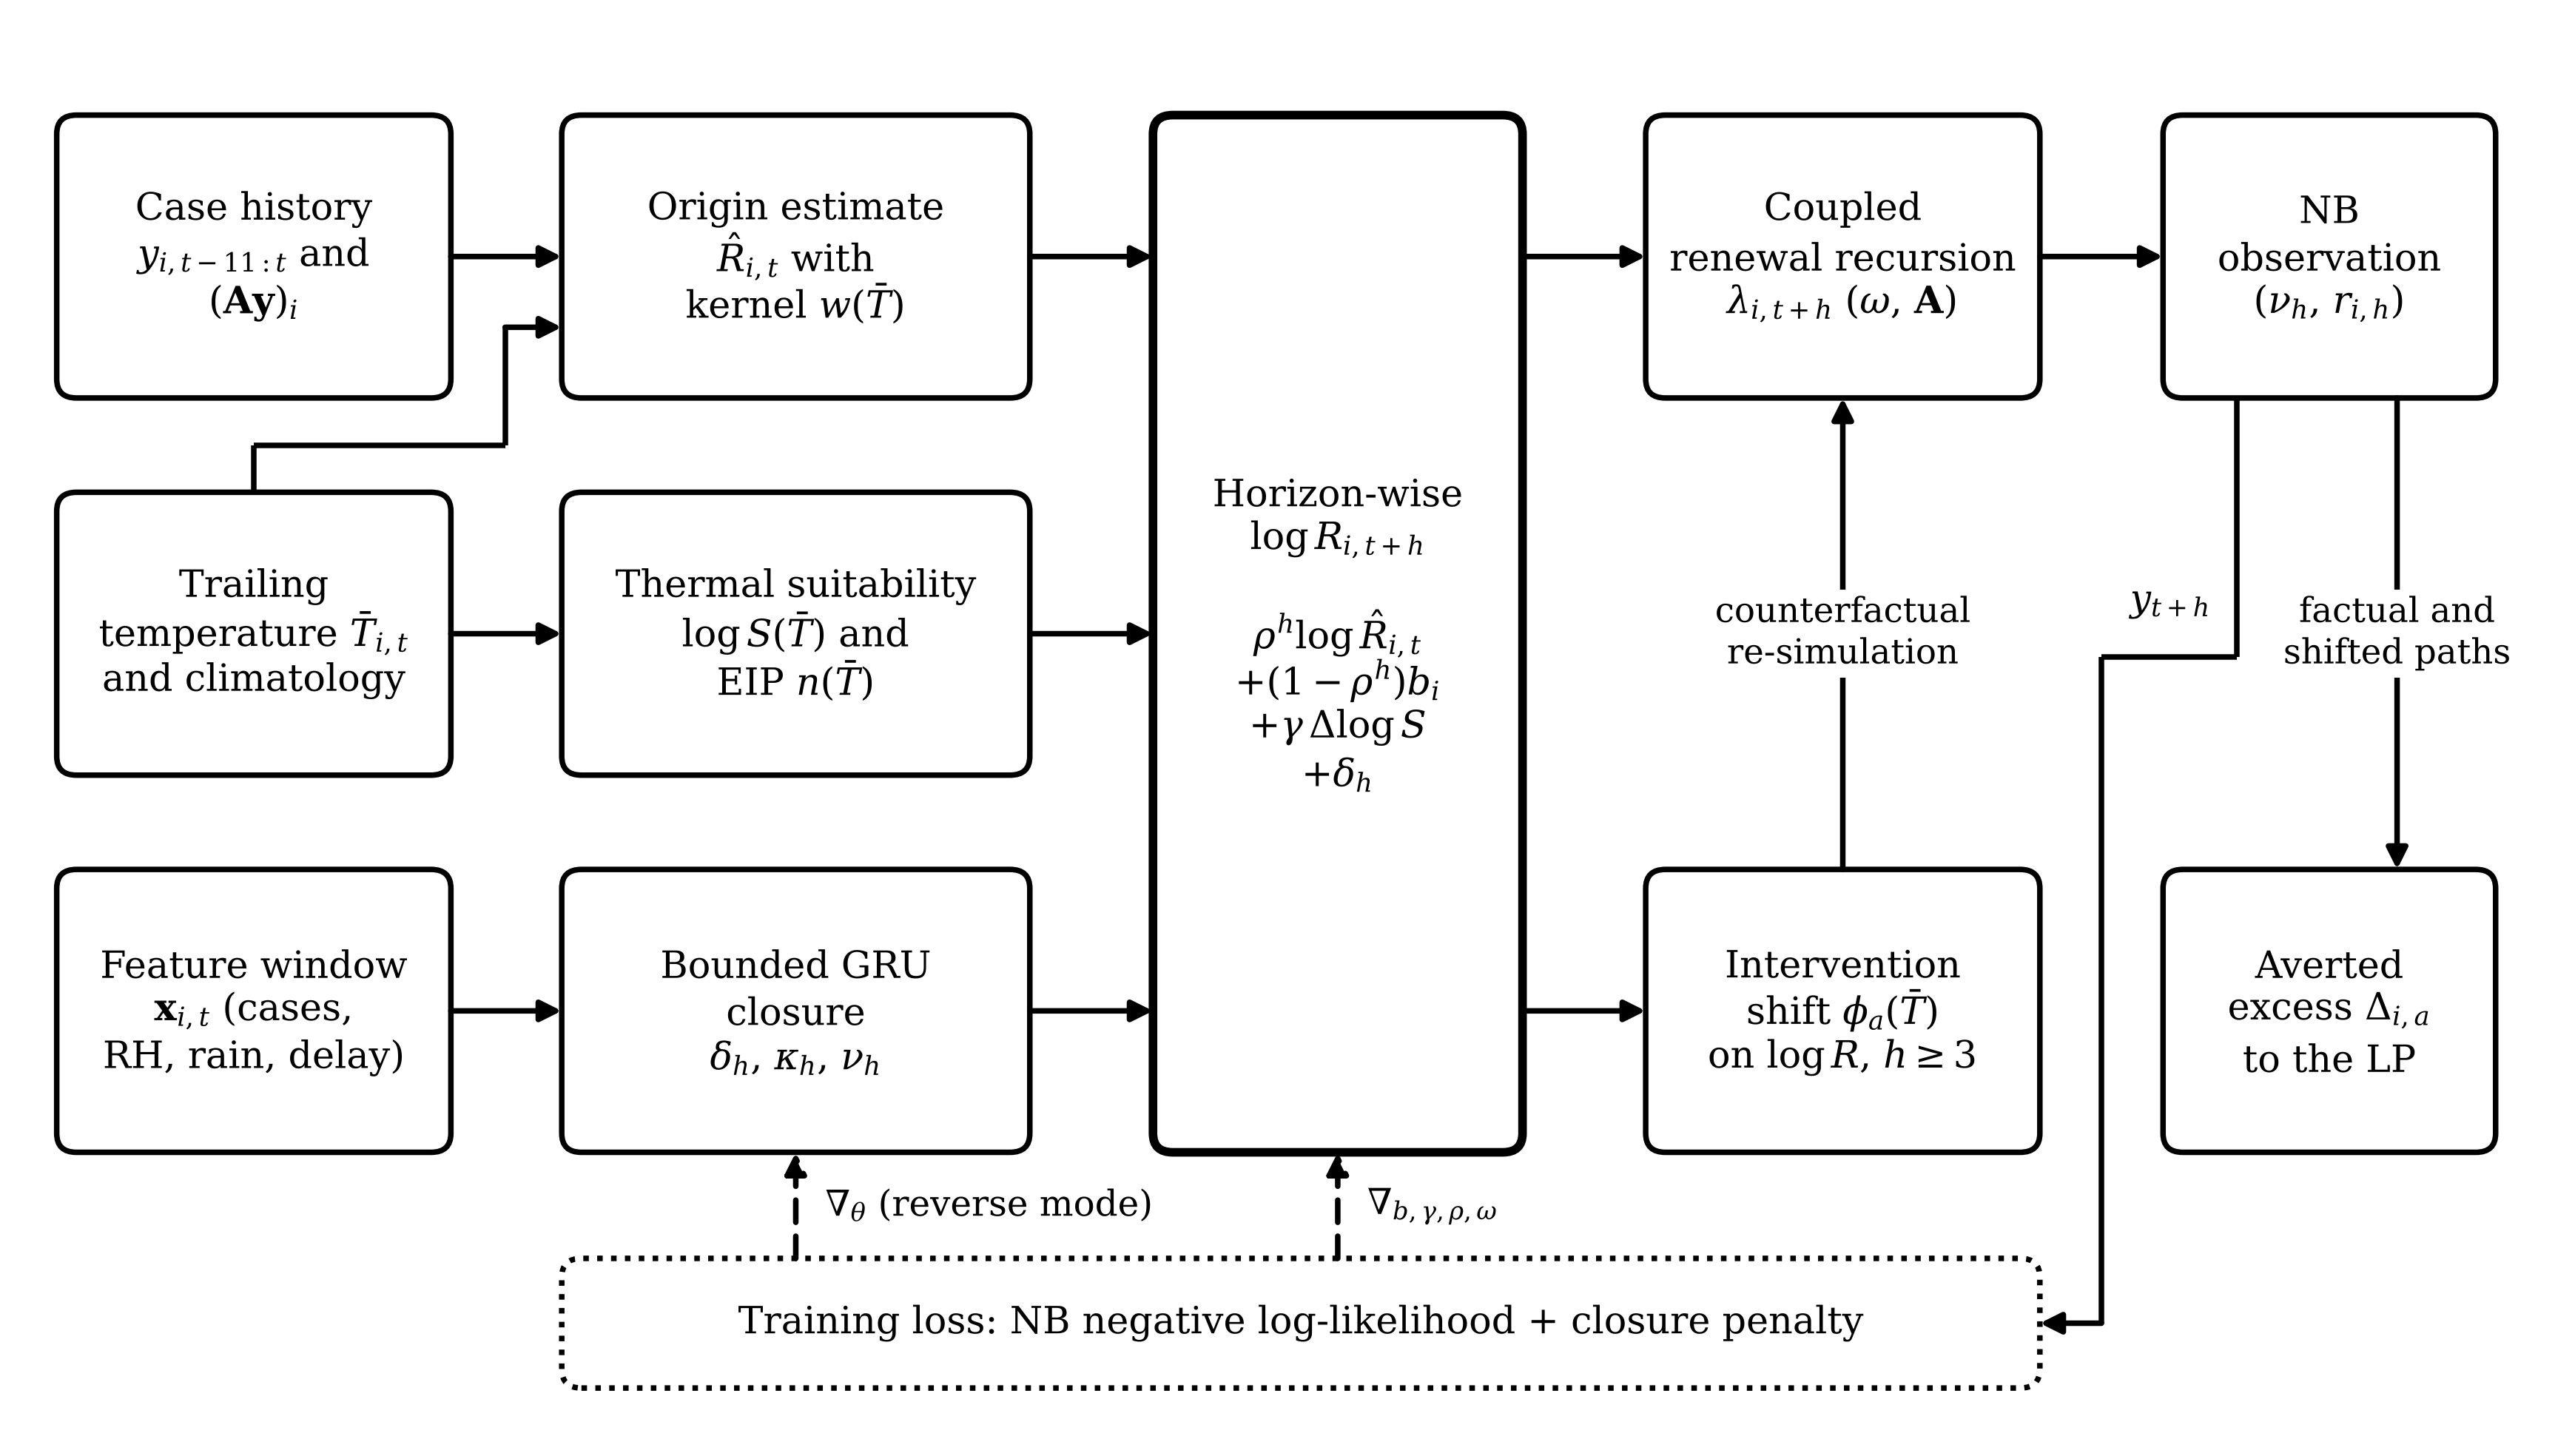 Case history
y_{i,t−11:t} and
(Ay)_i
Origin estimate
R̂_{i,t} with
kernel w(T̄)
Coupled
renewal recursion
λ_{i,t+h} (ω, A)
NB
observation
(ν_h, r_{i,h})
Trailing
temperature T̄_{i,t}
and climatology
Thermal suitability
log S(T̄) and
EIP n(T̄)
Horizon-wise
log R_{i,t+h}
ρ^h log R̂_{i,t}
+(1 − ρ^h)b_i
+γ Δlog S
+δ_h
counterfactual
re-simulation
y_{t+h}
factual and
shifted paths
Feature window
x_{i,t} (cases,
RH, rain, delay)
Bounded GRU
closure
δ_h, κ_h, ν_h
Intervention
shift ϕ_a(T̄)
on log R, h ≥ 3
Averted
excess Δ_{i,a}
to the LP
∇_θ (reverse mode)
∇_{b,γ,ρ,ω}
Training loss: NB negative log-likelihood + closure penalty